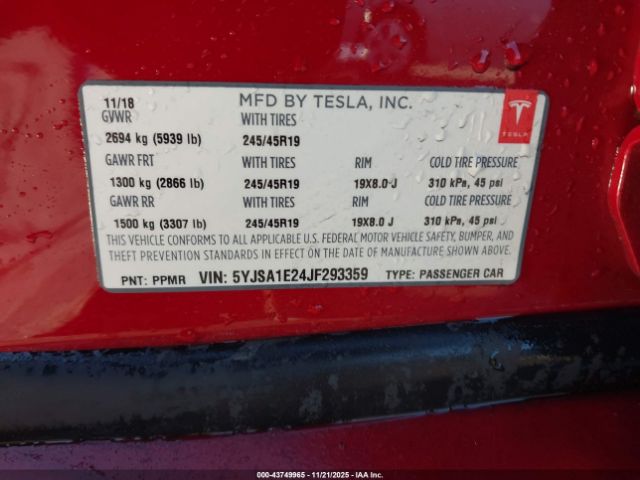 11/18 MFD BY TESLA, INC.
GVWR WITH TIRES
2694 kg (5939 lb) 245/45R19
TESLA
GAWR FRT WITH TIRES RIM COLD TIRE PRESSURE
1300 kg (2866 lb) 245/45R19 19X8.0 J 310 kPa, 45 psi
GAWR RR WITH TIRES RIM COLD TIRE PRESSURE
1500 kg (3307 lb) 245/45R19 19X8.0 J 310 kPa, 45 psi
THIS VEHICLE CONFORMS TO ALL APPLICABLE U.S. FEDERAL MOTOR VEHICLE SAFETY, BUMPER, AND
THEFT PREVENTION STANDARDS IN EFFECT ON THE DATE OF MANUFACTURE SHOWN ABOVE.
PNT: PPMR VIN: 5YJSA1E24JF293359 TYPE: PASSENGER CAR
000-43749965 - 11/21/2025 - IAAI.COM